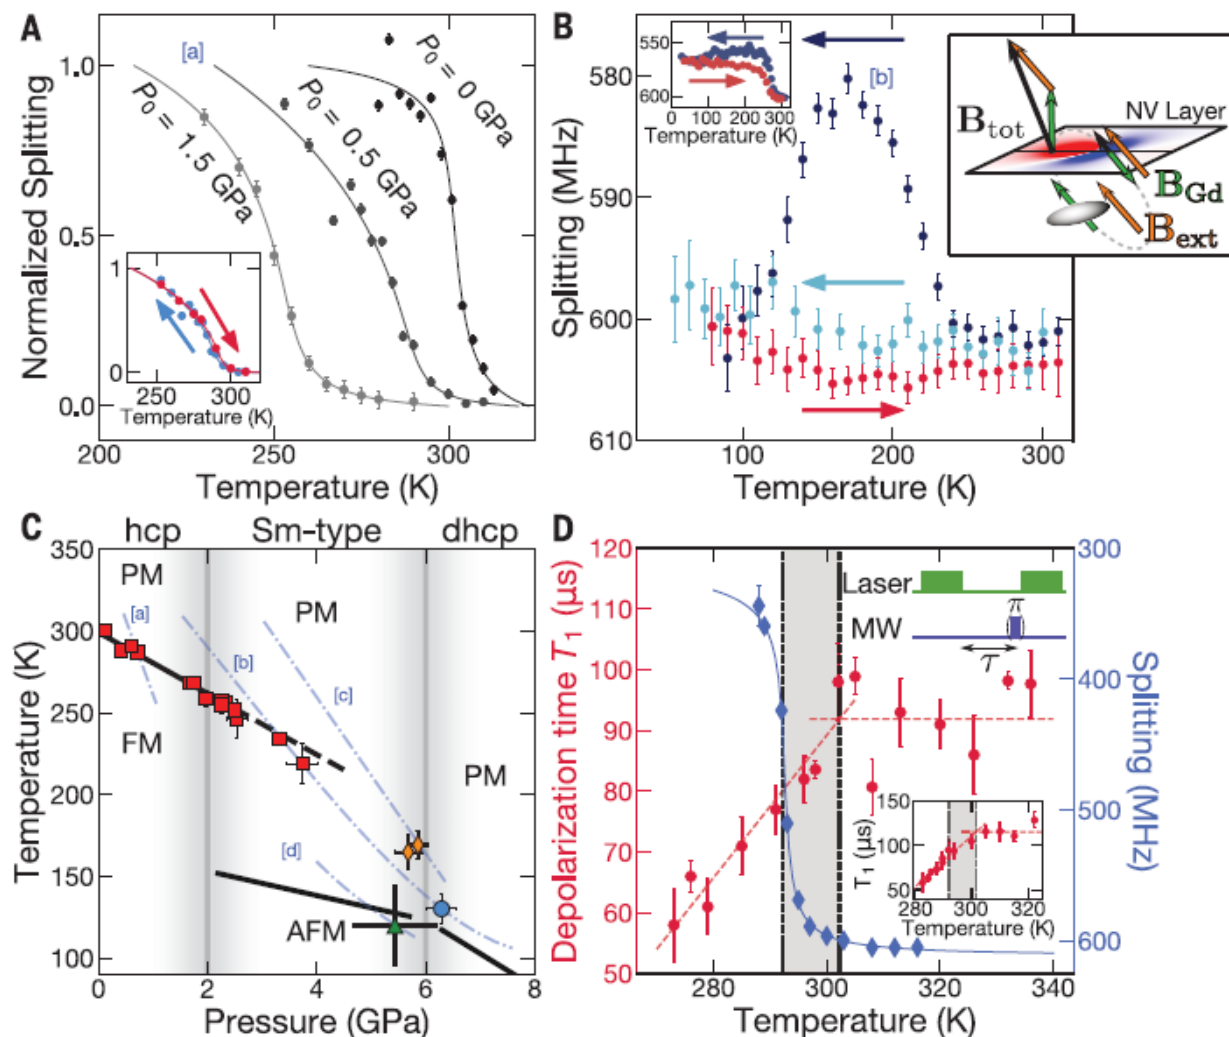 A
[a]
P₀ = 0 GPa
P₀ = 0.5 GPa
P₀ = 1.5 GPa
Normalized Splitting
1.0
0.5
0.0
200
250
300
Temperature (K)
1
0
250
300
Temperature (K)
B
[b]
Splitting (MHz)
580
590
600
610
100
200
300
Temperature (K)
550
600
0
100
200
300
Temperature (K)
B_tot
NV Layer
B_Gd
B_ext
C
hcp
Sm-type
dhcp
PM
PM
PM
FM
AFM
[a]
[b]
[c]
[d]
Temperature (K)
350
300
250
200
150
100
0
2
4
6
8
Pressure (GPa)
D
Depolarization time T₁ (μs)
120
110
100
90
80
70
60
50
Laser
MW
π
τ
300
400
500
600
Splitting (MHz)
280
300
320
340
Temperature (K)
T₁ (μs)
150
100
50
280
300
320
Temperature (K)